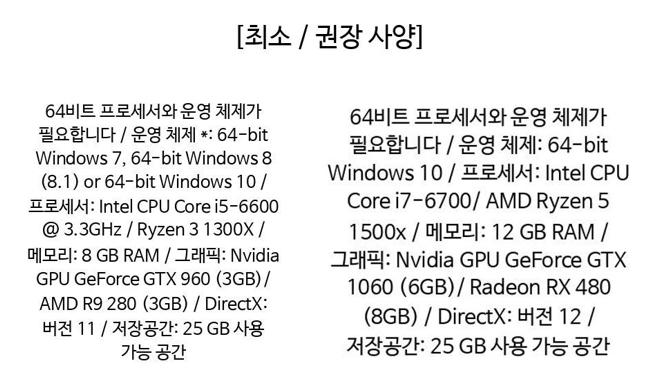 [최소 / 권장 사양]
64비트 프로세서와 운영 체제가
필요합니다 / 운영 체제 *: 64-bit
Windows 7, 64-bit Windows 8
(8.1) or 64-bit Windows 10 /
프로세서: Intel CPU Core i5-6600
@ 3.3GHz / Ryzen 3 1300X /
메모리: 8 GB RAM / 그래픽: Nvidia
GPU GeForce GTX 960 (3GB)/
AMD R9 280 (3GB) / DirectX:
버전 11 / 저장공간: 25 GB 사용
가능 공간
64비트 프로세서와 운영 체제가
필요합니다 / 운영 체제: 64-bit
Windows 10 / 프로세서: Intel CPU
Core i7-6700/ AMD Ryzen 5
1500x / 메모리: 12 GB RAM /
그래픽: Nvidia GPU GeForce GTX
1060 (6GB)/ Radeon RX 480
(8GB) / DirectX: 버전 12 /
저장공간: 25 GB 사용 가능 공간